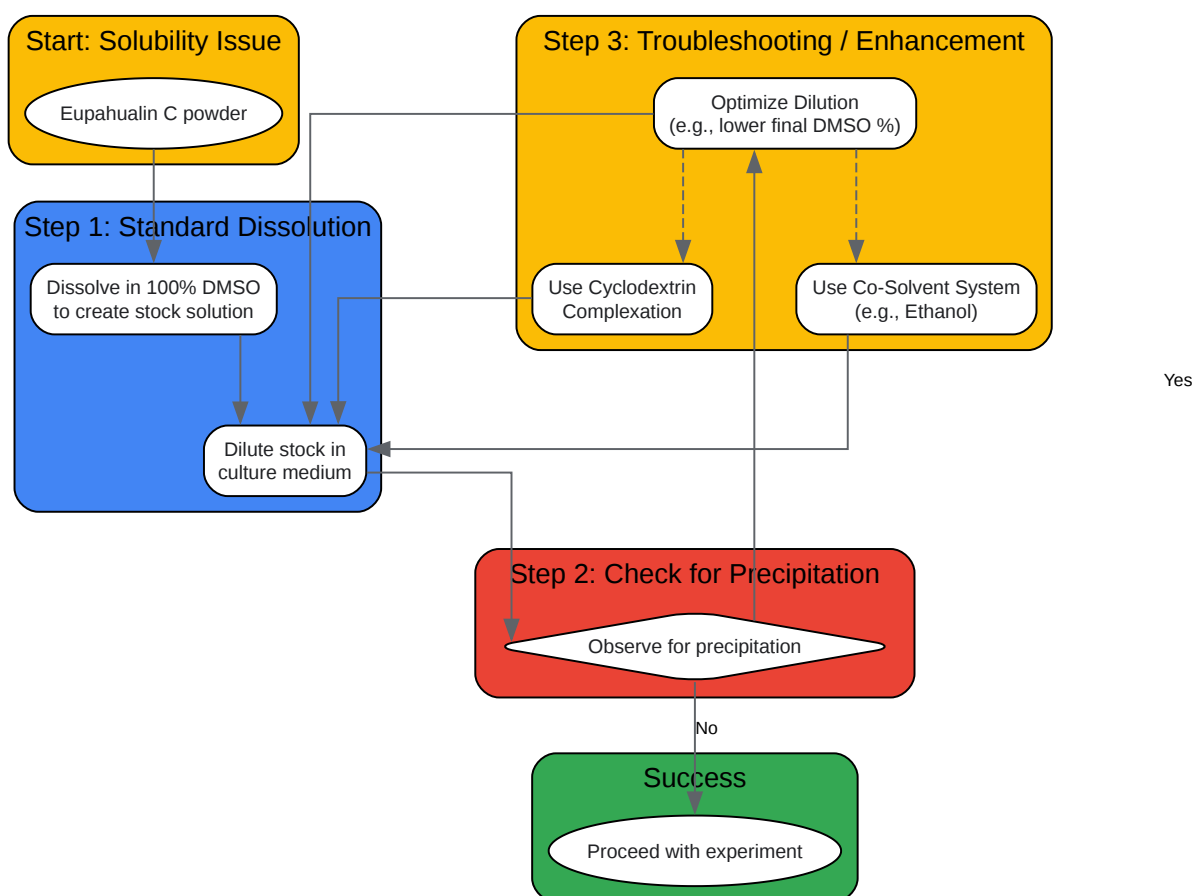 Start: Solubility Issue
Eupahualin C powder
Step 1: Standard Dissolution
Dissolve in 100% DMSO
to create stock solution
Dilute stock in
culture medium
Step 3: Troubleshooting / Enhancement
Optimize Dilution
(e.g., lower final DMSO %)
Use Cyclodextrin
Complexation
Use Co-Solvent System
(e.g., Ethanol)
Yes
Step 2: Check for Precipitation
Observe for precipitation
No
Success
Proceed with experiment